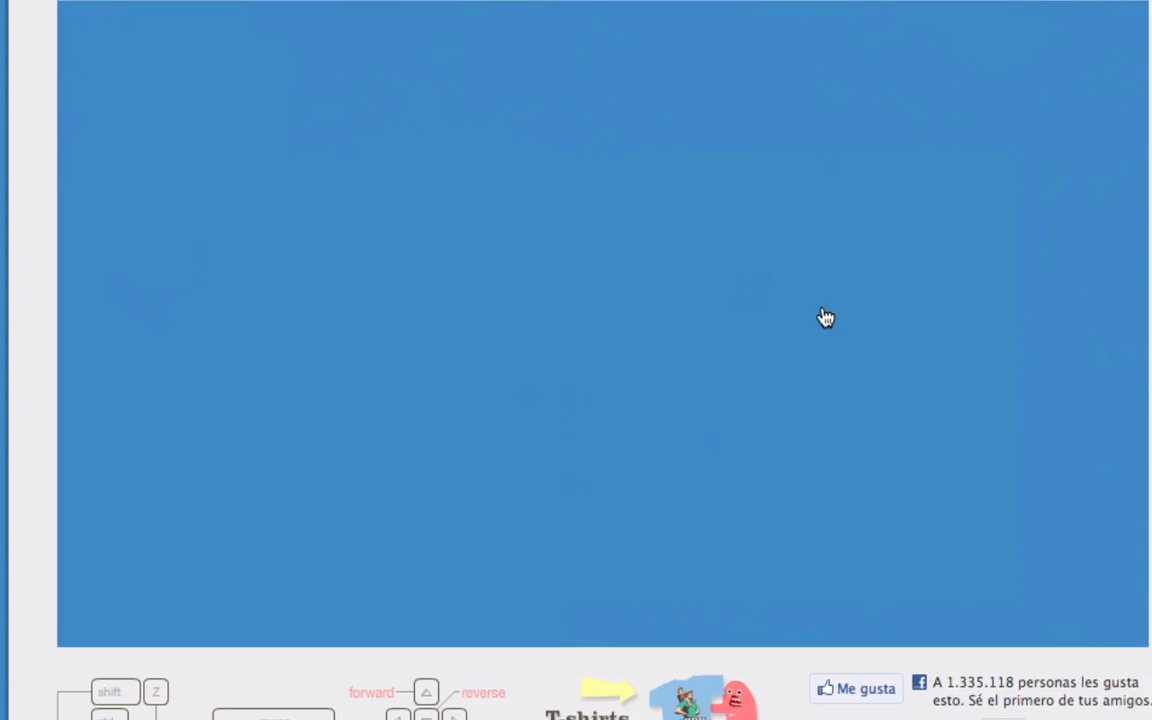 shift Z
forward reverse
T-shirts
Me gusta
A 1.335.118 personas les gusta
esto. Sé el primero de tus amigos.